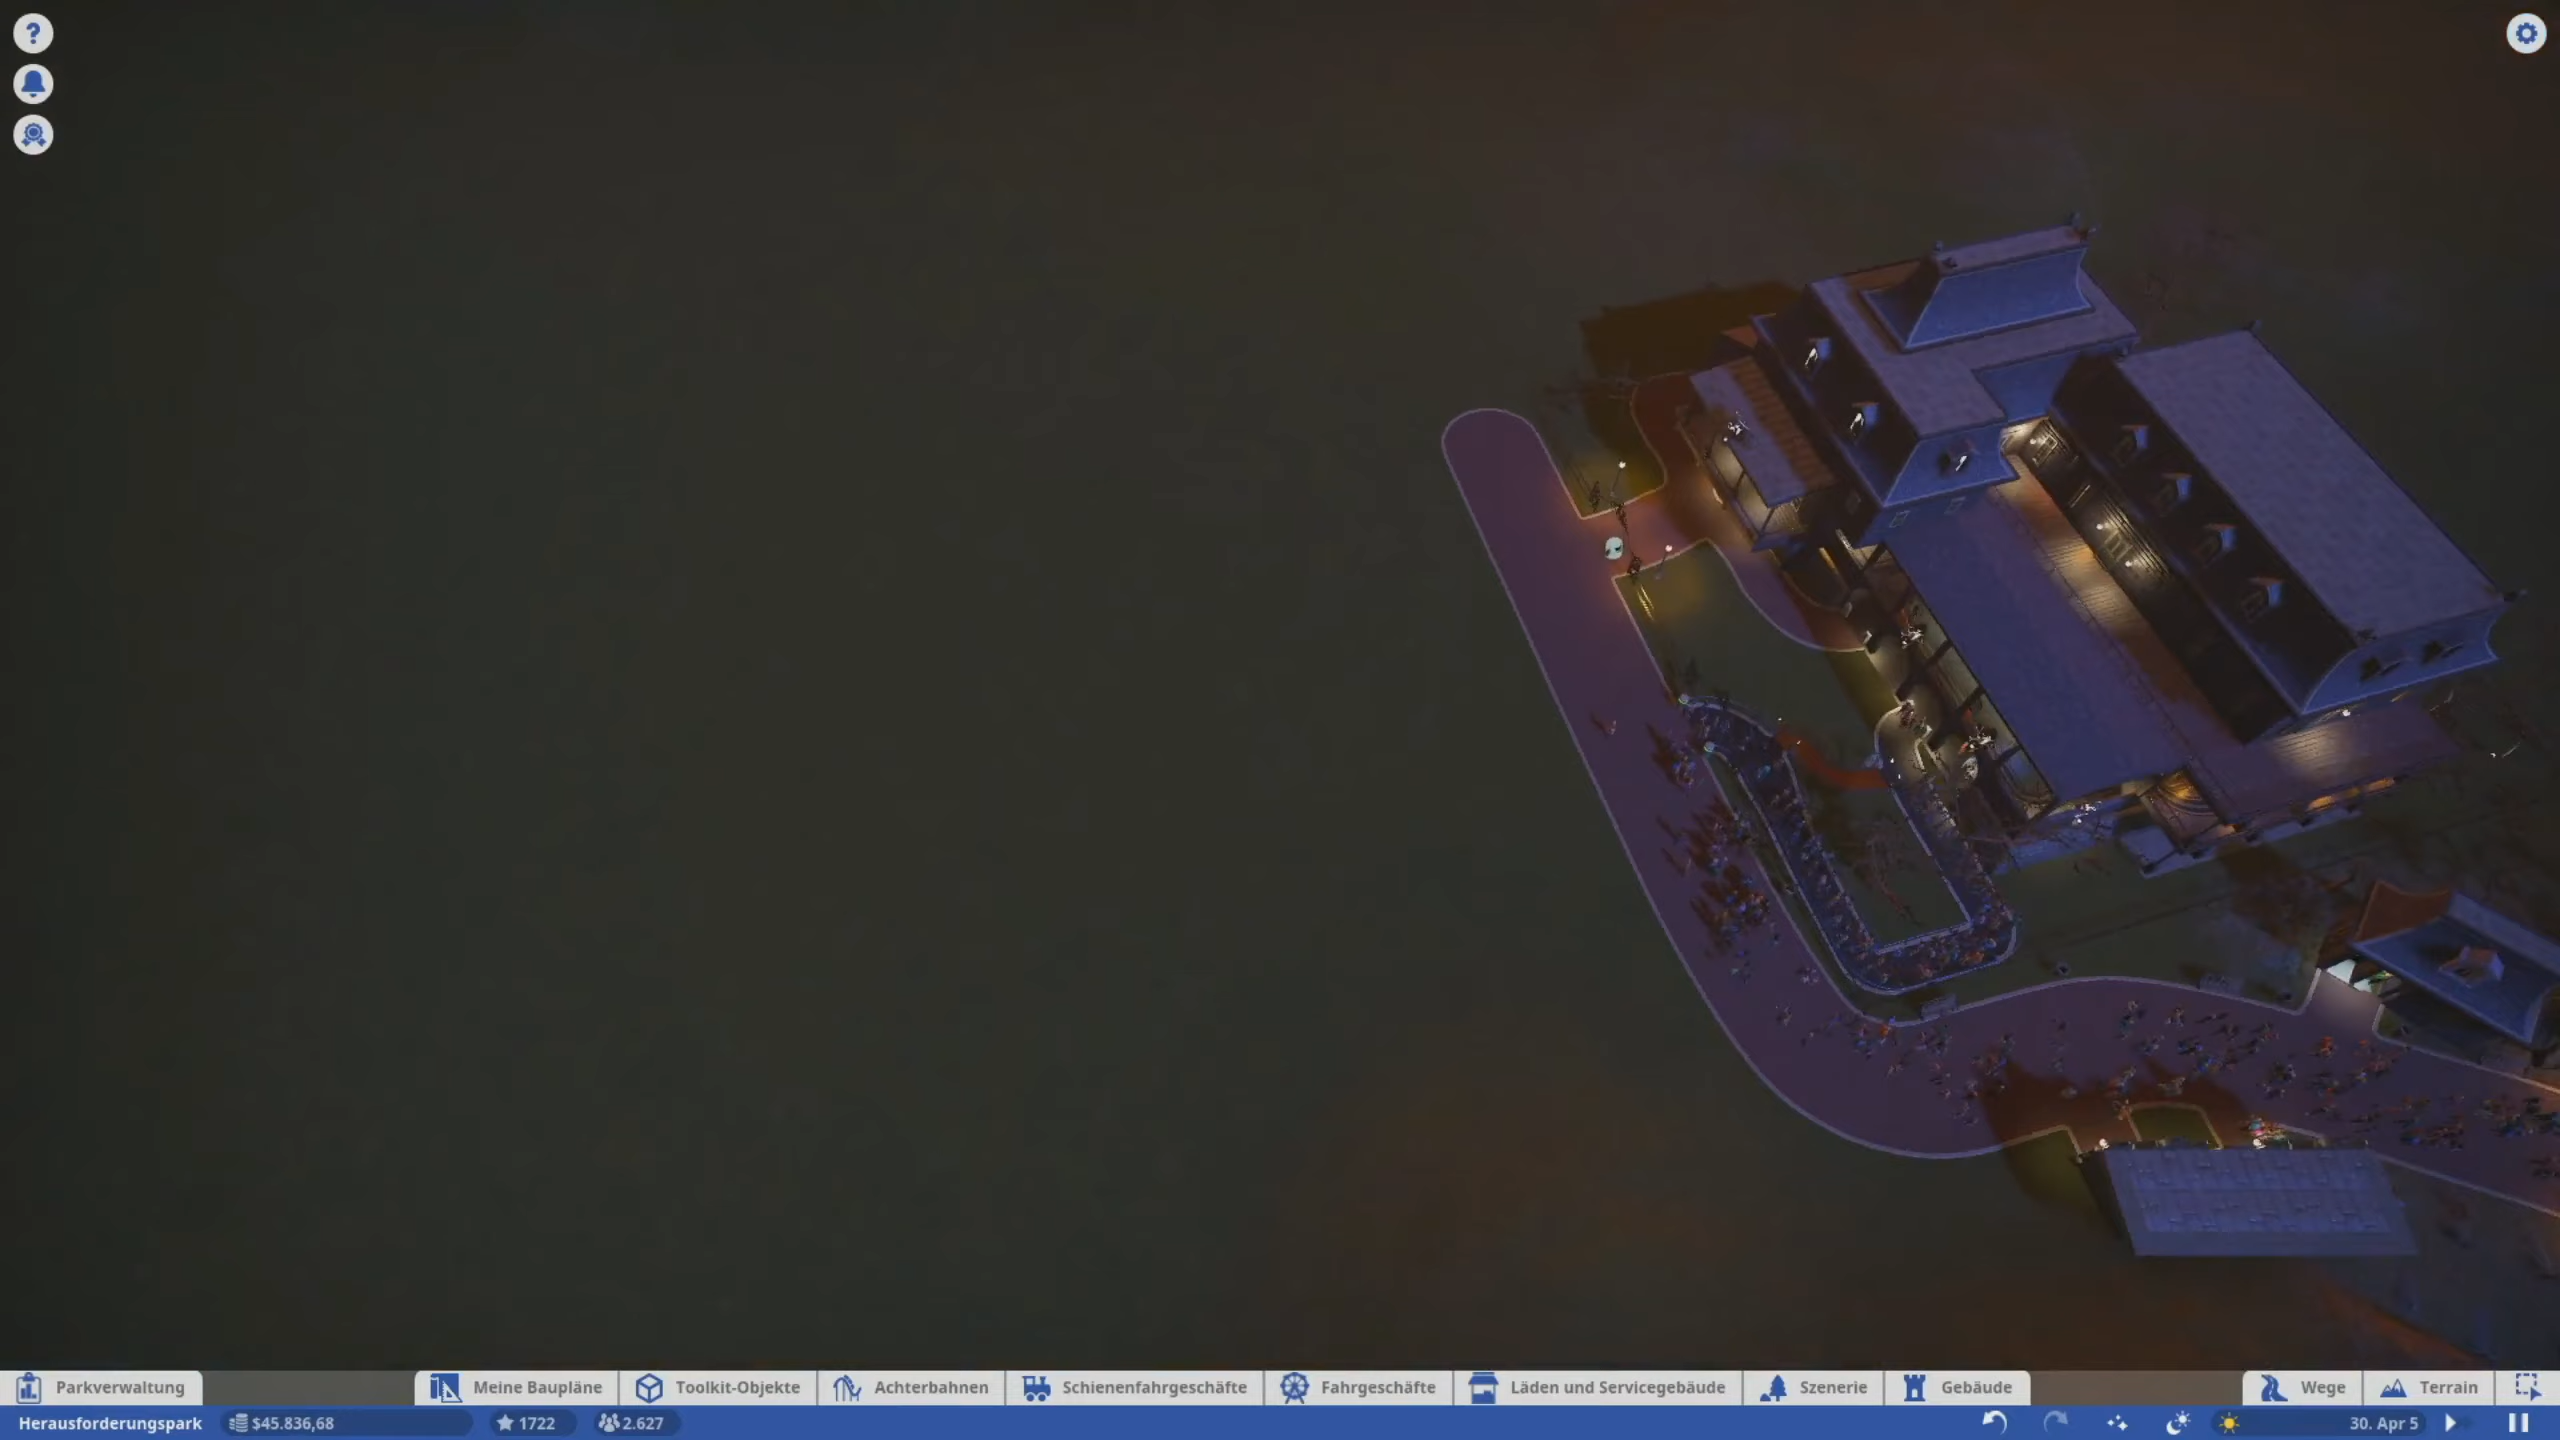 ?
Parkverwaltung
Meine Baupläne
Toolkit-Objekte
Achterbahnen
Schienenfahrgeschäfte
Fahrgeschäfte
Läden und Servicegebäude
Szenerie
Gebäude
Wege
Terrain
Herausforderungspark
$45.836,68
1722
2.627
30. Apr 5